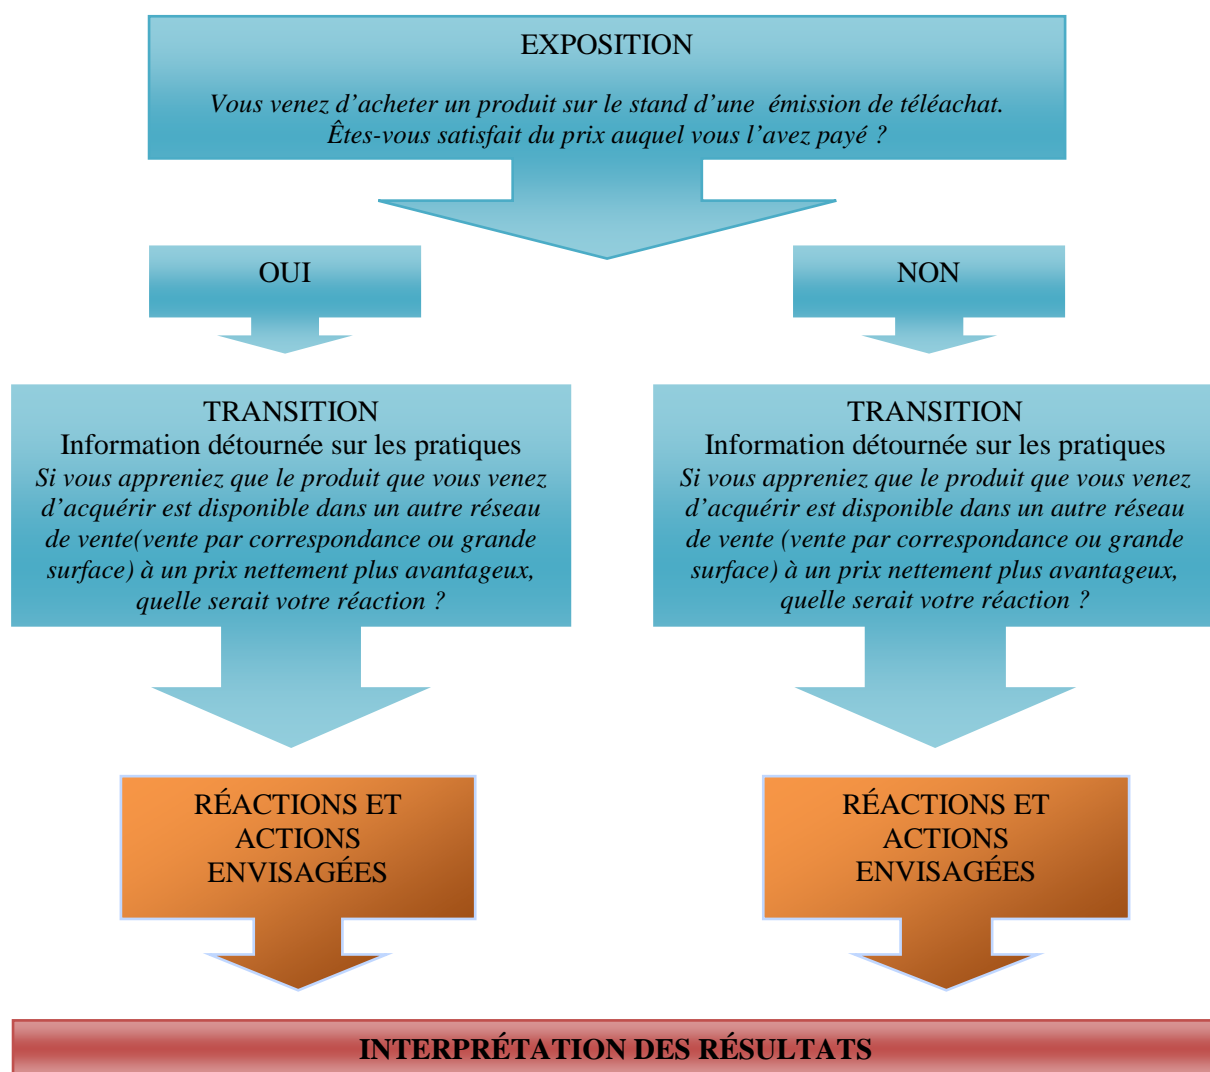 EXPOSITION
Vous venez d’acheter un produit sur le stand d’une  émission de téléachat.
Êtes-vous satisfait du prix auquel vous l’avez payé ?
OUI
NON
TRANSITION
Information détournée sur les pratiques
Si vous appreniez que le produit que vous venez
d’acquérir est disponible dans un autre réseau
de vente(vente par correspondance ou grande
surface) à un prix nettement plus avantageux,
quelle serait votre réaction ?
TRANSITION
Information détournée sur les pratiques
Si vous appreniez que le produit que vous venez
d’acquérir est disponible dans un autre réseau
de vente (vente par correspondance ou grande
surface) à un prix nettement plus avantageux,
quelle serait votre réaction ?
RÉACTIONS ET
ACTIONS
ENVISAGÉES
RÉACTIONS ET
ACTIONS
ENVISAGÉES
INTERPRÉTATION DES RÉSULTATS